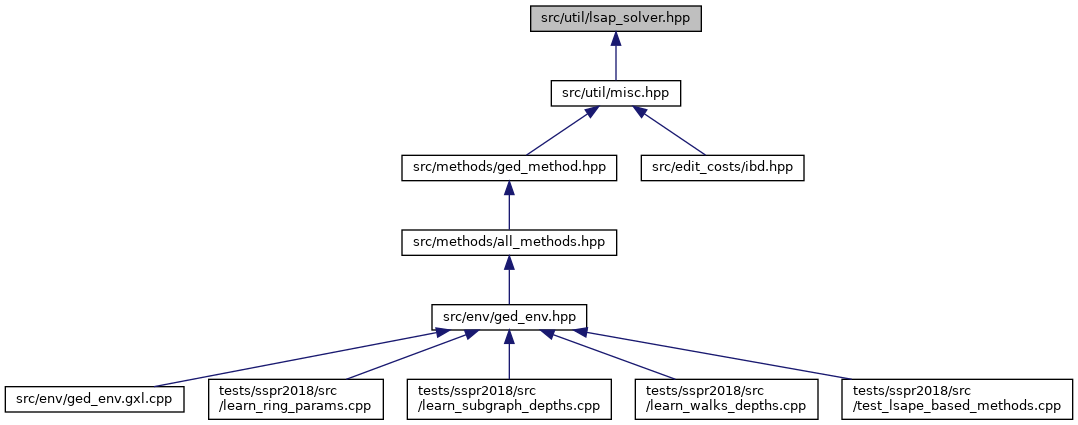 src/util/lsap_solver.hpp
src/util/misc.hpp
src/methods/ged_method.hpp
src/edit_costs/ibd.hpp
src/methods/all_methods.hpp
src/env/ged_env.hpp
src/env/ged_env.gxl.cpp
tests/sspr2018/src
/learn_ring_params.cpp
tests/sspr2018/src
/learn_subgraph_depths.cpp
tests/sspr2018/src
/learn_walks_depths.cpp
tests/sspr2018/src
/test_lsape_based_methods.cpp